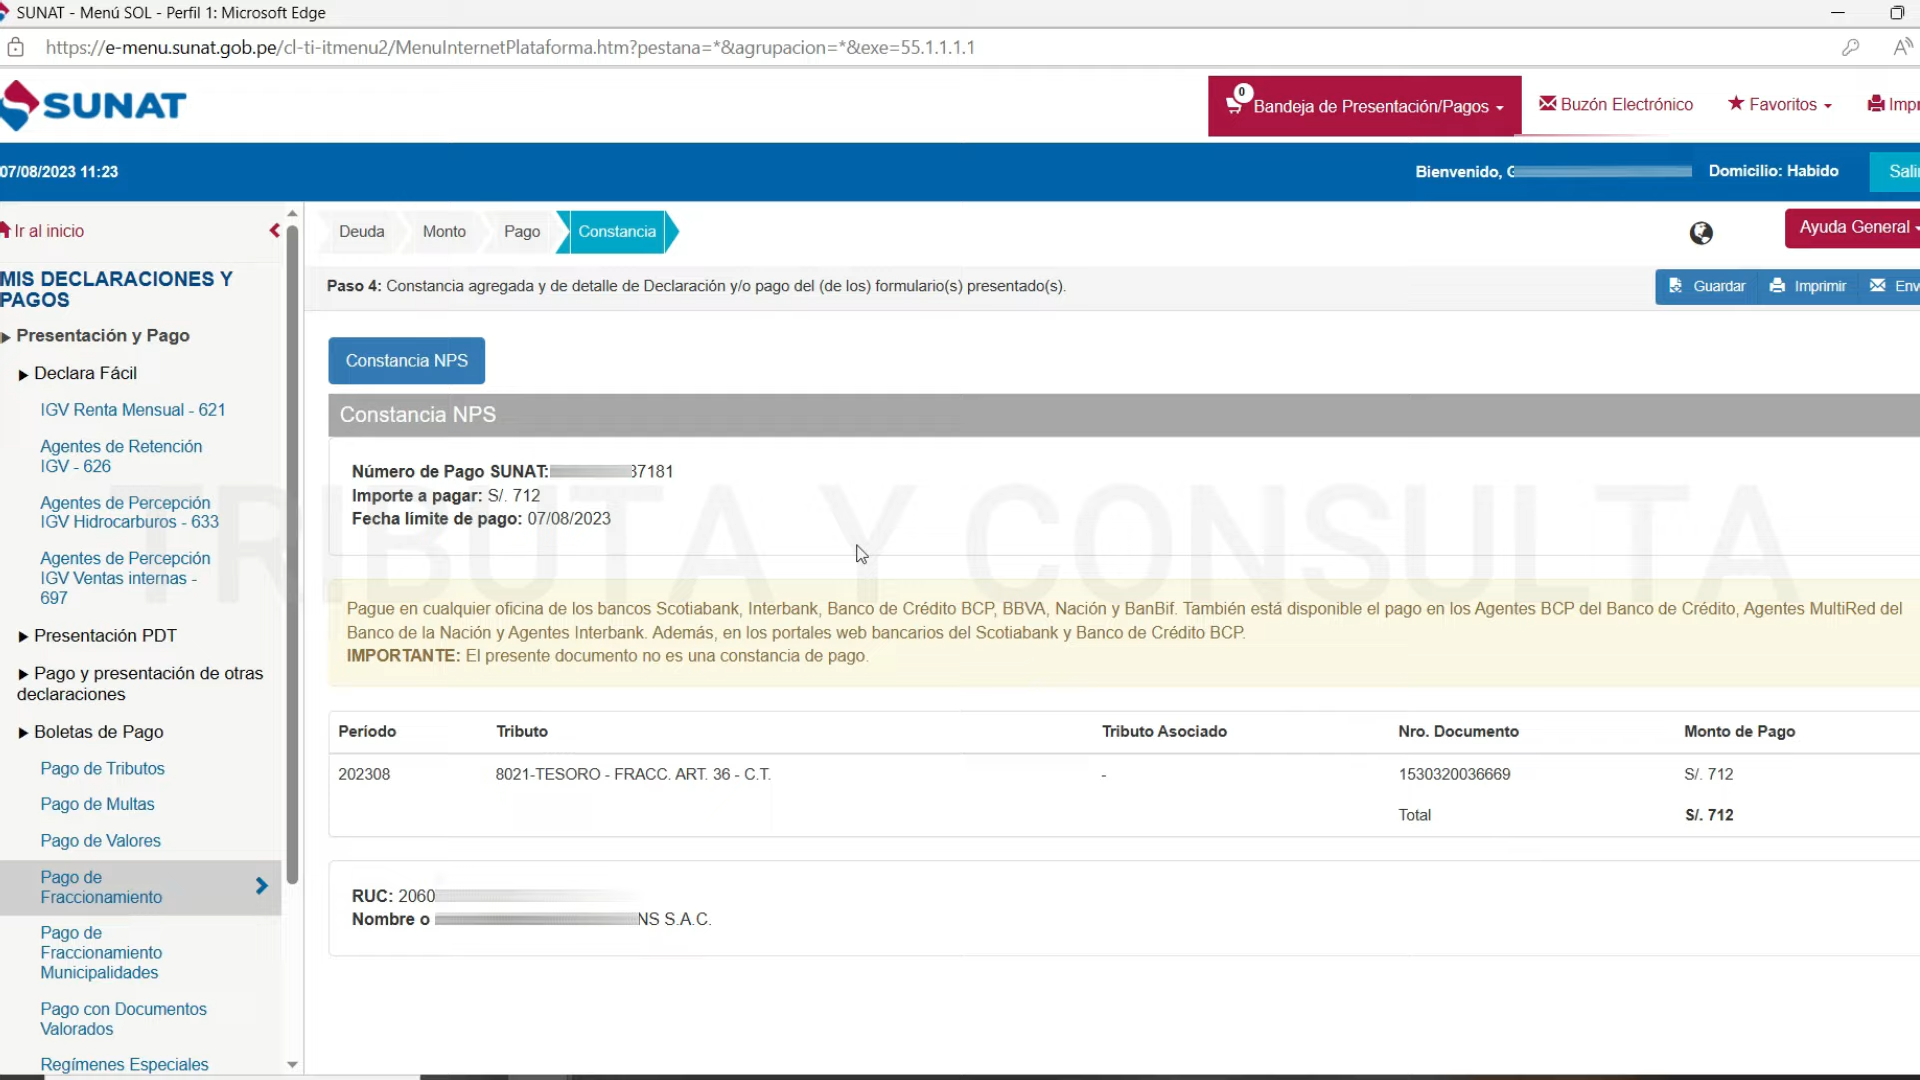 SUNAT - Menú SOL - Perfil 1: Microsoft Edge
https://e-menu.sunat.gob.pe/cl-ti-itmenu2/MenuInternetPlataforma.htm?pestana=*&agrupacion=*&exe=55.1.1.1.1
SUNAT
0
Bandeja de Presentación/Pagos
Buzón Electrónico
Favoritos
07/08/2023 11:23
Bienvenido,
Domicilio: Habido
Ir al inicio
MIS DECLARACIONES Y
PAGOS
Presentación y Pago
Declara Fácil
IGV Renta Mensual - 621
Agentes de Retención
IGV - 626
Agentes de Percepción
IGV Hidrocarburos - 633
Agentes de Percepción
IGV Ventas internas -
697
Presentación PDT
Pago y presentación de otras
declaraciones
Boletas de Pago
Pago de Tributos
Pago de Multas
Pago de Valores
Pago de
Fraccionamiento
Pago de
Fraccionamiento
Municipalidades
Pago con Documentos
Valorados
Regímenes Especiales
Deuda
Monto
Pago
Constancia
Ayuda General
Paso 4: Constancia agregada y de detalle de Declaración y/o pago del (de los) formulario(s) presentado(s).
Guardar
Imprimir
Constancia NPS
Constancia NPS
Número de Pago SUNAT: 37181
Importe a pagar: S/. 712
Fecha límite de pago: 07/08/2023
TRIBUTA Y CONSULTA
Pague en cualquier oficina de los bancos Scotiabank, Interbank, Banco de Crédito BCP, BBVA, Nación y BanBif. También está disponible el pago en los Agentes BCP del Banco de Crédito, Agentes MultiRed del
Banco de la Nación y Agentes Interbank. Además, en los portales web bancarios del Scotiabank y Banco de Crédito BCP.
IMPORTANTE: El presente documento no es una constancia de pago.
Período Tributo Tributo Asociado Nro. Documento Monto de Pago
202308 8021-TESORO - FRACC. ART. 36 - C.T. - 1530320036669 S/. 712
Total S/. 712
RUC: 2060
Nombre o NS S.A.C.